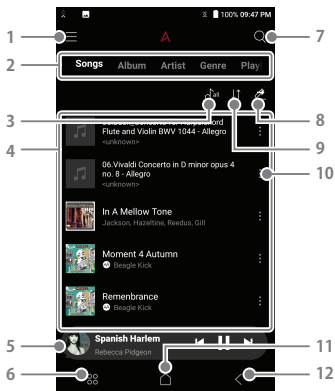 100% 09:47 PM
1
7
2
Songs Album Artist Genre Play
all
3
8
9
4
Flute and Violin BWV 1044 - Allegro
<unknown>
06.Vivaldi Concerto in D minor opus 4
no. 8 - Allegro
<unknown>
10
In A Mellow Tone
Jackson, Hazeltine, Reedus, Gill
Moment 4 Autumn
Beagle Kick
Remenbrance
Beagle Kick
5
Spanish Harlem
Rebecca Pidgeon
11
6
12